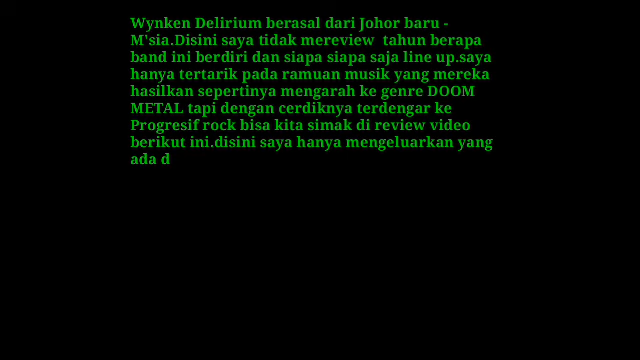 Wynken Delirium berasal dari Johor baru -
M'sia.Disini saya tidak mereview  tahun berapa
band ini berdiri dan siapa siapa saja line up.saya
hanya tertarik pada ramuan musik yang mereka
hasilkan sepertinya mengarah ke genre DOOM
METAL tapi dengan cerdiknya terdengar ke
Progresif rock bisa kita simak di review video
berikut ini.disini saya hanya mengeluarkan yang
ada d